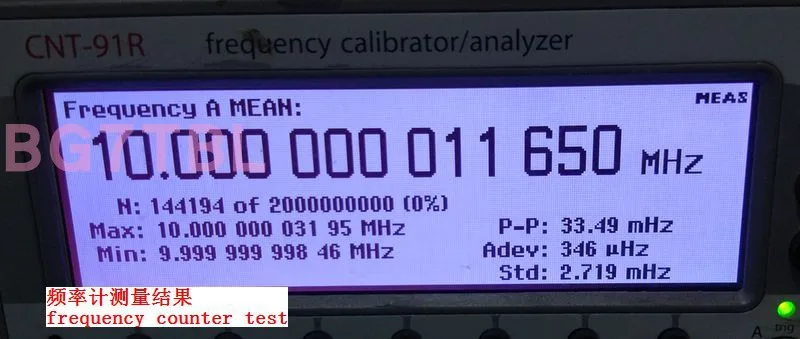 CNT-91R frequency calibrator/analyzer
MEAS
Frequency A MEAN:
BG7TBL
10.000 000 011 650 MHz
N: 144194 of 2000000000 (0%)
Max: 10.000 000 031 95 MHz
P-P: 33.49 mHz
Min: 9.999 999 998 46 MHz
Adev: 346 µHz
Std: 2.719 mHz
频率计测量结果
frequency counter test
trig
A